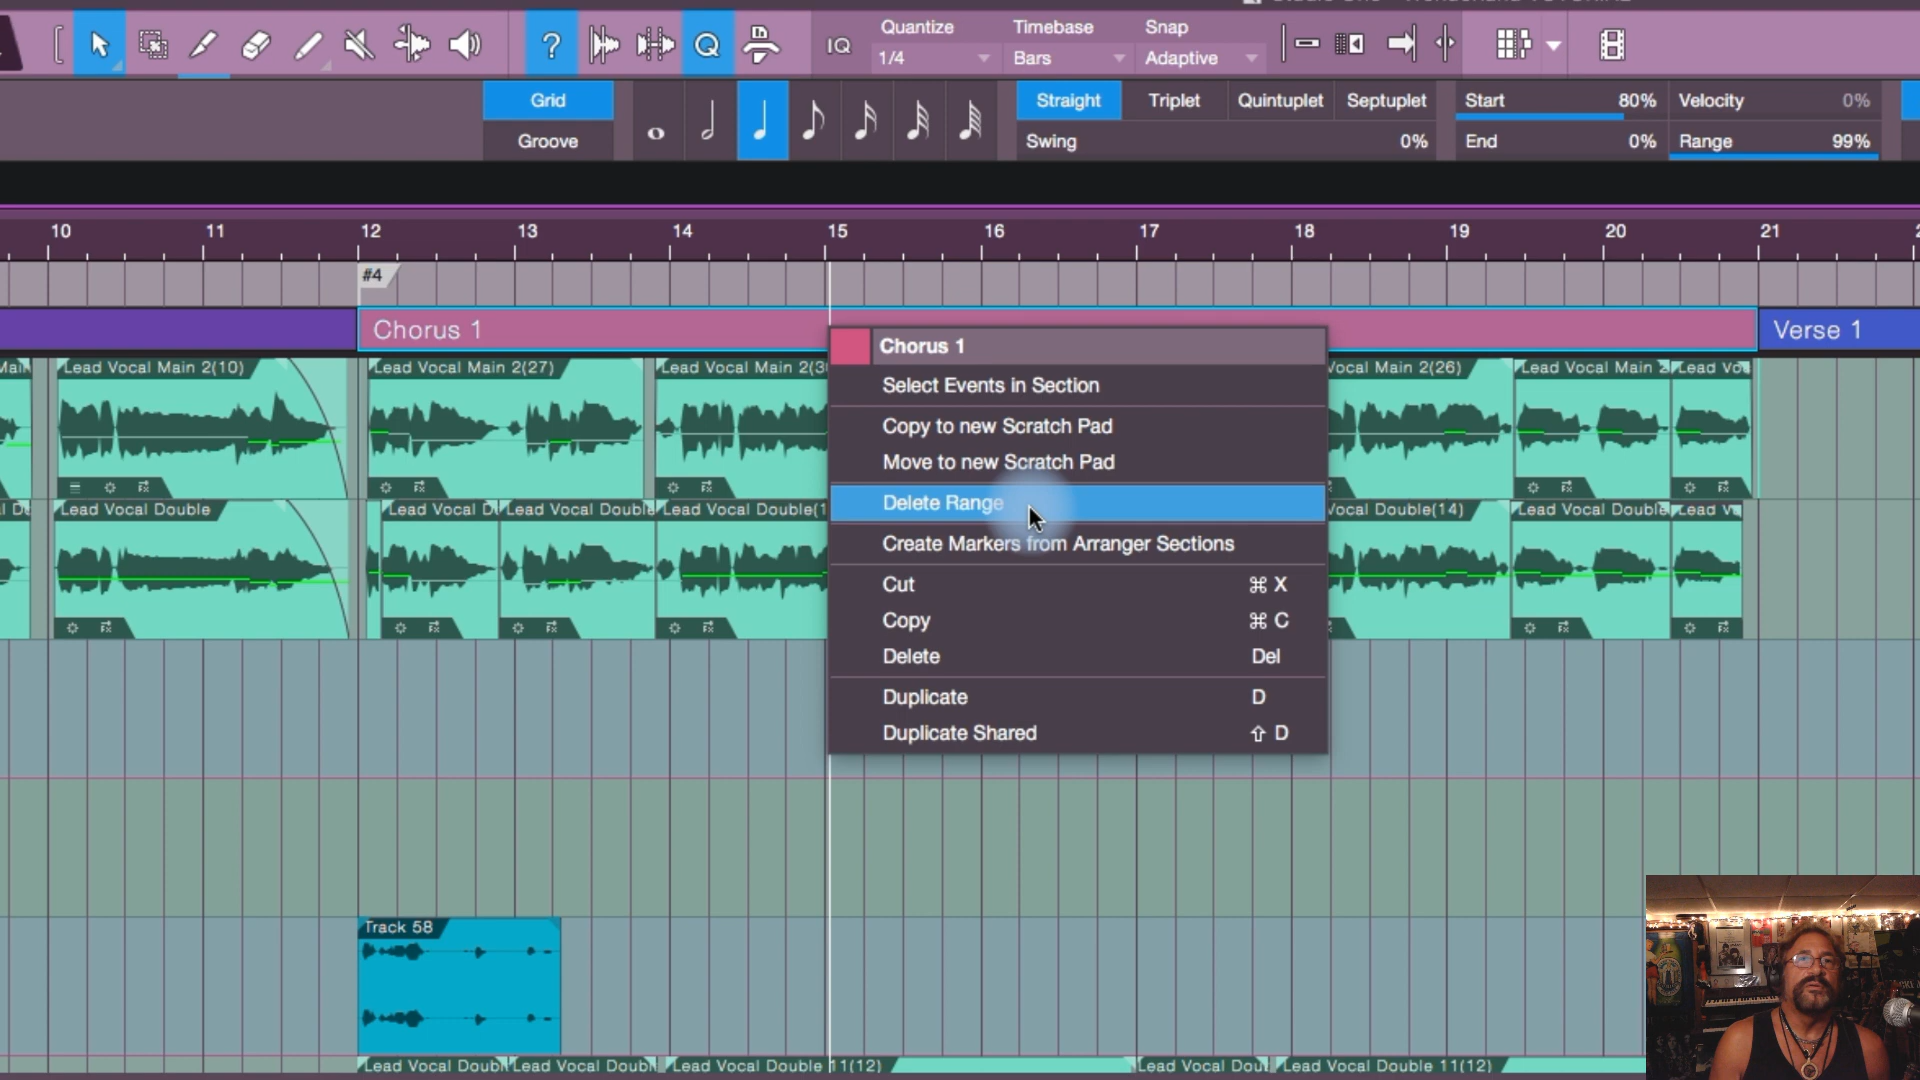 IQ
Quantize
1/4
Timebase
Bars
Snap
Adaptive
Grid
Groove
Straight
Triplet
Quintuplet
Septuplet
Swing
0%
Start
80%
Velocity
0%
End
0%
Range
99%
10
11
12
13
14
15
16
17
18
19
20
21
#4
Chorus 1
Verse 1
Lead Vocal Main 2(10)
Lead Vocal Main 2(27)
Lead Vocal Main 2(3
ocal Main 2(26)
Lead Vocal Main 2
Lead Vo
Chorus 1
Select Events in Section
Copy to new Scratch Pad
Move to new Scratch Pad
Delete Range
Create Markers from Arranger Sections
Cut
⌘ X
Copy
⌘ C
Delete
Del
Duplicate
D
Duplicate Shared
⇧ D
Lead Vocal Double
Lead Vocal D
Lead Vocal Double
Lead Vocal Double(1
ocal Double(14)
Lead Vocal Double
Lead V
Track 58
Lead Vocal Doub
Lead Vocal Doub
Lead Vocal Double 11(12)
Lead Vocal Dou
Lead Vocal Double 11(12)